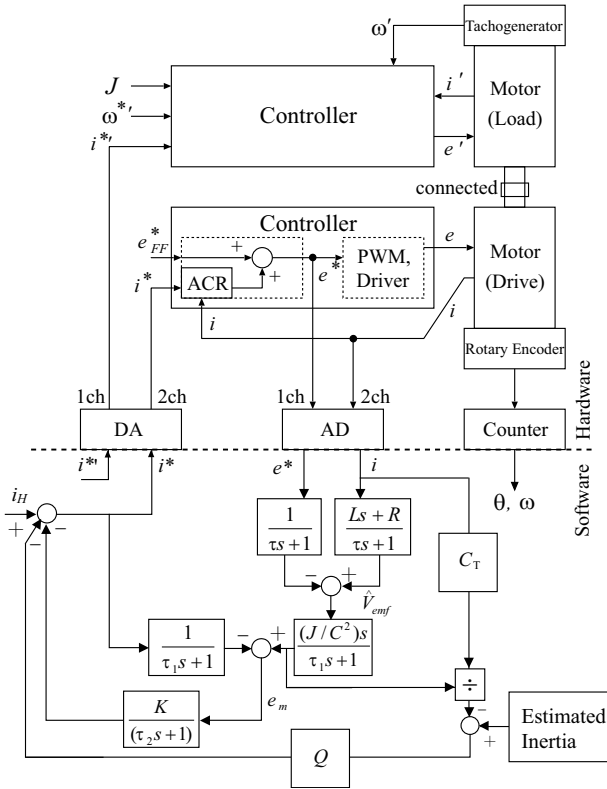 Tachogenerator
ω′
J
ω*′
i*′
Controller
i′
e′
Motor
(Load)
connected
Controller
e*FF
+
+
e*
PWM,
Driver
e
Motor
(Drive)
i*
ACR
i
i
Rotary Encoder
1ch
2ch
1ch
2ch
DA
AD
Counter
Hardware
Software
i*′
i*
e*
i
θ, ω
iH
+
−
−
1
τs+1
Ls+R
τs+1
CT
−
+
V̂emf
1
τ1s+1
−
+
(J/C²)s
τ1s+1
÷
em
K
(τ2s+1)
−
+
Estimated
Inertia
Q